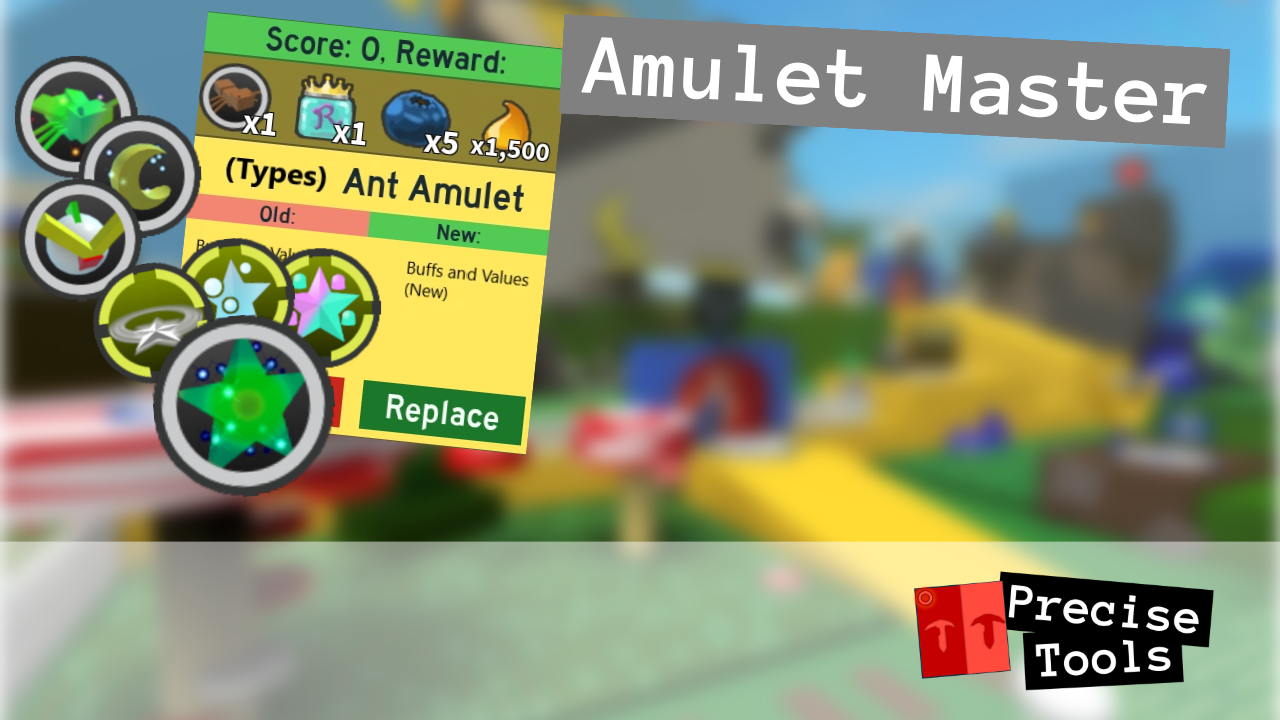 Score: 0, Reward:
x1
x1
x5
x1,500
(Types) Ant Amulet
Old:
New:
Buffs and Values
(New)
Replace
Amulet Master
Precise
Tools